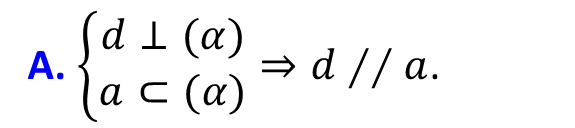 A. {d ⊥ (α)
a ⊂ (α) ⇒ d // a.